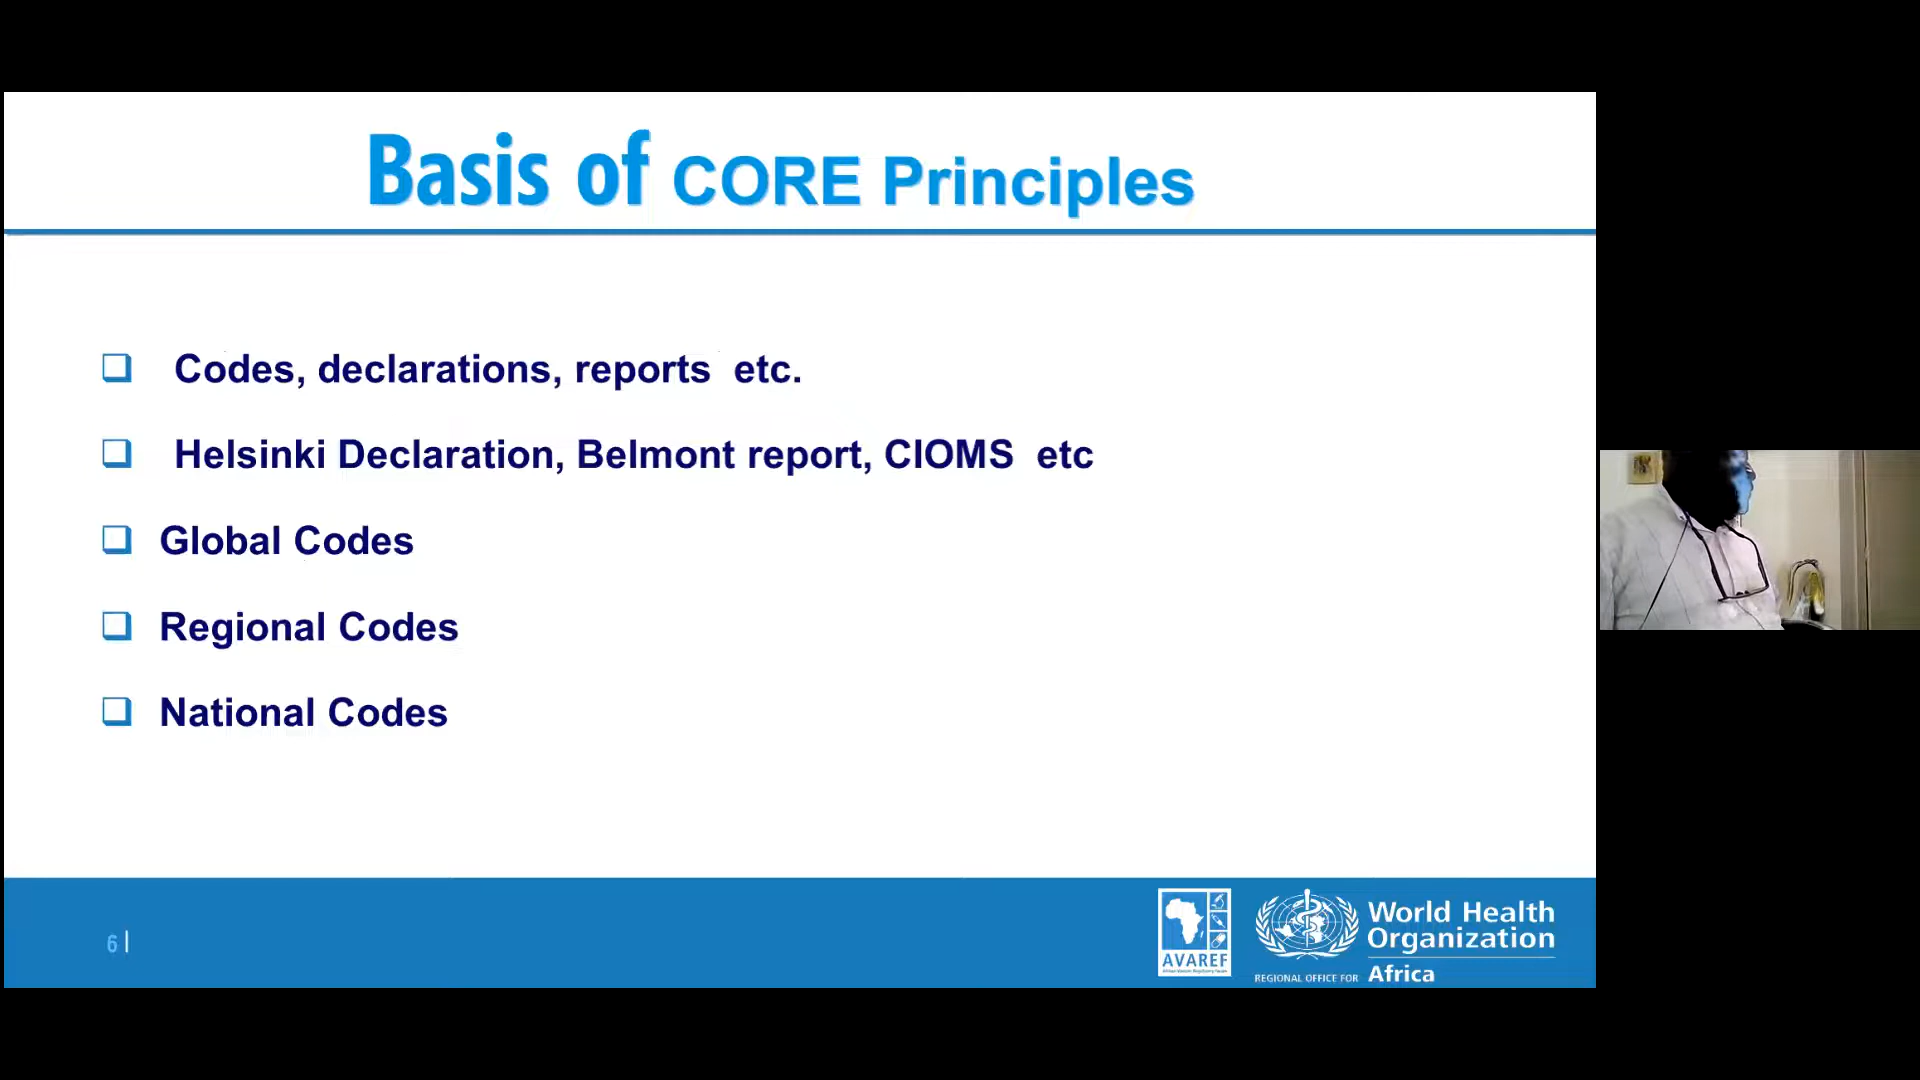 Basis of CORE Principles
Codes, declarations, reports etc.
Helsinki Declaration, Belmont report, CIOMS etc
Global Codes
Regional Codes
National Codes
6
AVAREF
World Health
Organization
REGIONAL OFFICE FOR Africa